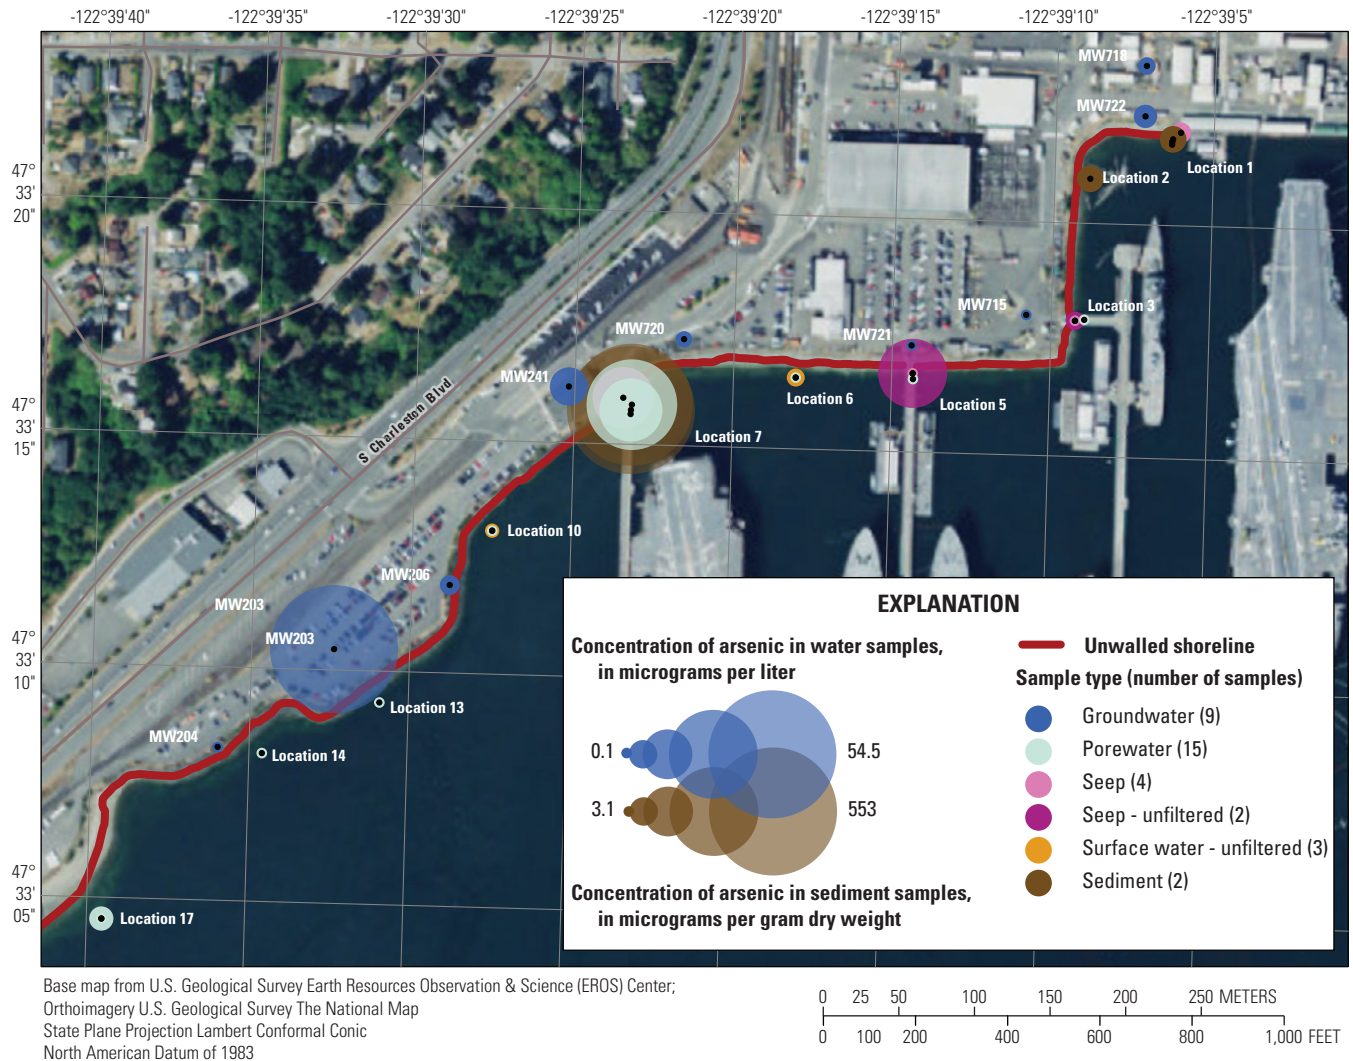 -122°39'40" -122°39'35" -122°39'30" -122°39'25" -122°39'20" -122°39'15" -122°39'10" -122°39'5"
MW718
MW722
Location 1
Location 2
47°
33'
20"
Location 3
MW715
MW720
MW721
MW241
Location 6
Location 5
47°
33'
15"
S Charleston Blvd
Location 7
Location 10
MW206
MW203
MW203
47°
33'
10"
Location 13
MW204
Location 14
47°
33'
05"
Location 17
EXPLANATION
Concentration of arsenic in water samples,
in micrograms per liter
0.1 54.5
3.1 553
Concentration of arsenic in sediment samples,
in micrograms per gram dry weight
Unwalled shoreline
Sample type (number of samples)
Groundwater (9)
Porewater (15)
Seep (4)
Seep - unfiltered (2)
Surface water - unfiltered (3)
Sediment (2)
Base map from U.S. Geological Survey Earth Resources Observation & Science (EROS) Center;
Orthoimagery U.S. Geological Survey The National Map
State Plane Projection Lambert Conformal Conic
North American Datum of 1983
0 25 50 100 150 200 250 METERS
0 100 200 400 600 800 1,000 FEET